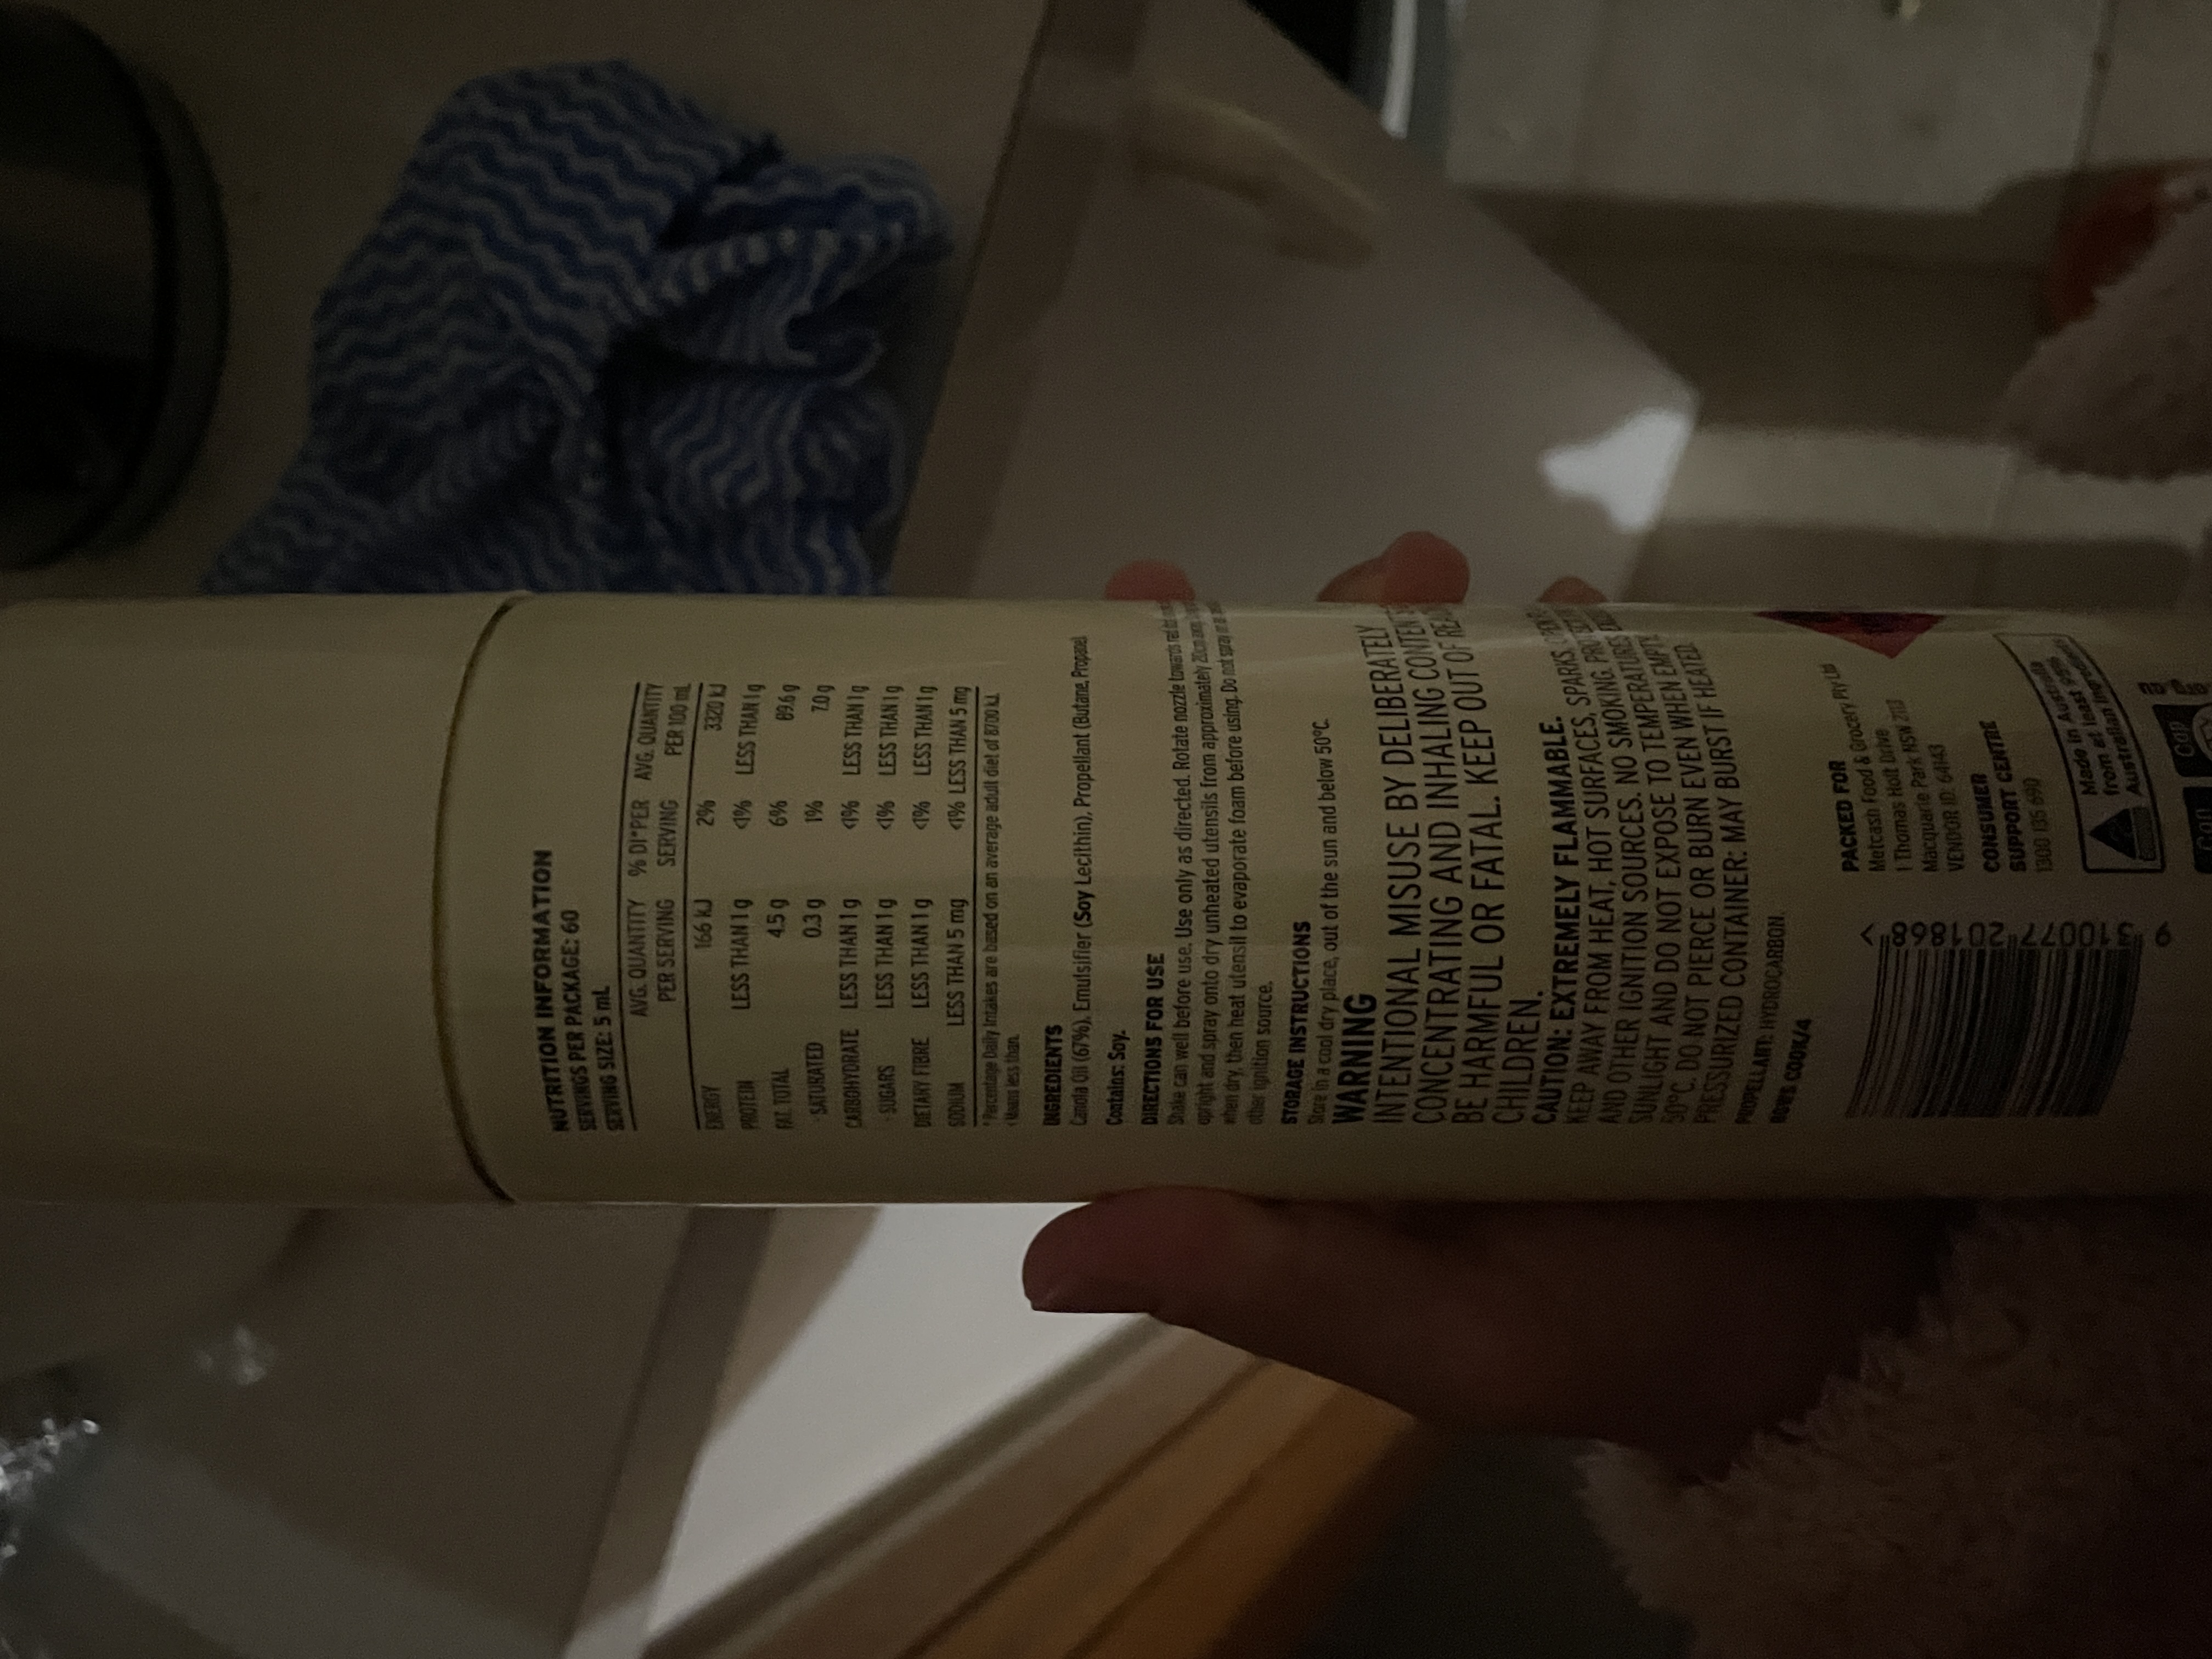 NUTRITION INFORMATION
SERVINGS PER PACKAGE: 60
SERVING SIZE: 5 mL
AVG. QUANTITY PER SERVING % DI*PER SERVING AVG. QUANTITY PER 100 mL
ENERGY 166 kJ 2% 3320 kJ
PROTEIN LESS THAN 1 g <1% LESS THAN 1 g
FAT, TOTAL 4.5 g 6% 89.6 g
- SATURATED 0.3 g 1% 7.0 g
CARBOHYDRATE LESS THAN 1 g <1% LESS THAN 1 g
- SUGARS LESS THAN 1 g <1% LESS THAN 1 g
DIETARY FIBRE LESS THAN 1 g <1% LESS THAN 1 g
SODIUM LESS THAN 5 mg <1% LESS THAN 5 mg
*Percentage Daily Intakes are based on an average adult diet of 8700 kJ.
< Means less than.
INGREDIENTS
Canola Oil (67%), Emulsifier (Soy Lecithin), Propellant (Butane, Propane)
Contains: Soy.
DIRECTIONS FOR USE
Shake can well before use. Use only as directed. Rotate nozzle towards red
upright and spray onto dry unheated utensils from approximately 20cm
when dry, then heat utensil to evaporate foam before using. Do not spray
other ignition source.
STORAGE INSTRUCTIONS
Store in a cool dry place, out of the sun and below 50°C.
WARNING
INTENTIONAL MISUSE BY DELIBERATELY
CONCENTRATING AND INHALING CONTENTS
BE HARMFUL OR FATAL. KEEP OUT OF REACH
CHILDREN.
CAUTION: EXTREMELY FLAMMABLE.
KEEP AWAY FROM HEAT, HOT SURFACES, SPARKS, OPEN
AND OTHER IGNITION SOURCES. NO SMOKING.
SUNLIGHT AND DO NOT EXPOSE TO TEMPERATURES
50°C. DO NOT PIERCE OR BURN EVEN WHEN EMPTY.
PRESSURIZED CONTAINER: MAY BURST IF HEATED.
PROPELLANT: HYDROCARBON.
COOK/4
9 310077 201868 >
PACKED FOR
Metcash Food & Grocery Pty Ltd
1 Thomas Holt Drive
Macquarie Park NSW 2113
VENDOR ID: 64143
CONSUMER
SUPPORT CENTRE
1300 135 690
Made in Australia
from at least 95%
Australian ingredients
Can
Cap